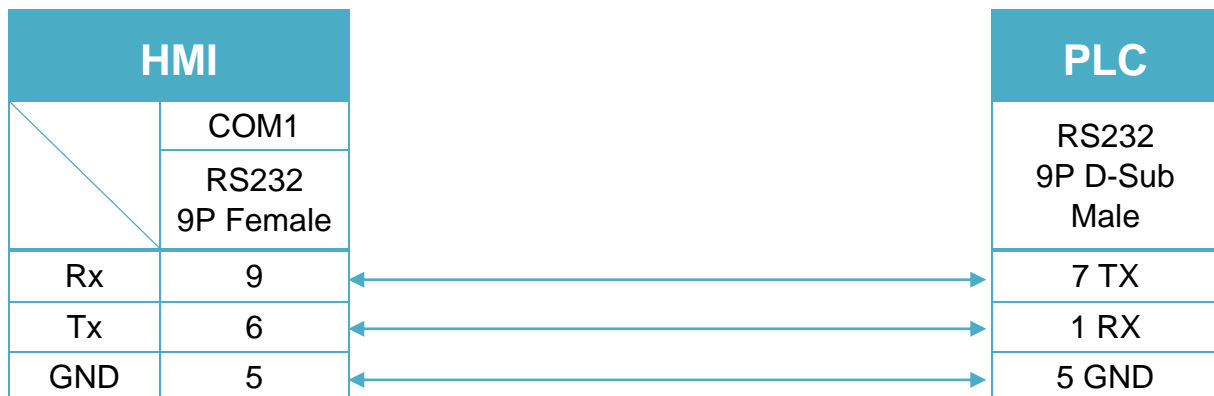 HMI
PLC
COM1
RS232
9P Female
RS232
9P D-Sub
Male
Rx 9 7 TX
Tx 6 1 RX
GND 5 5 GND